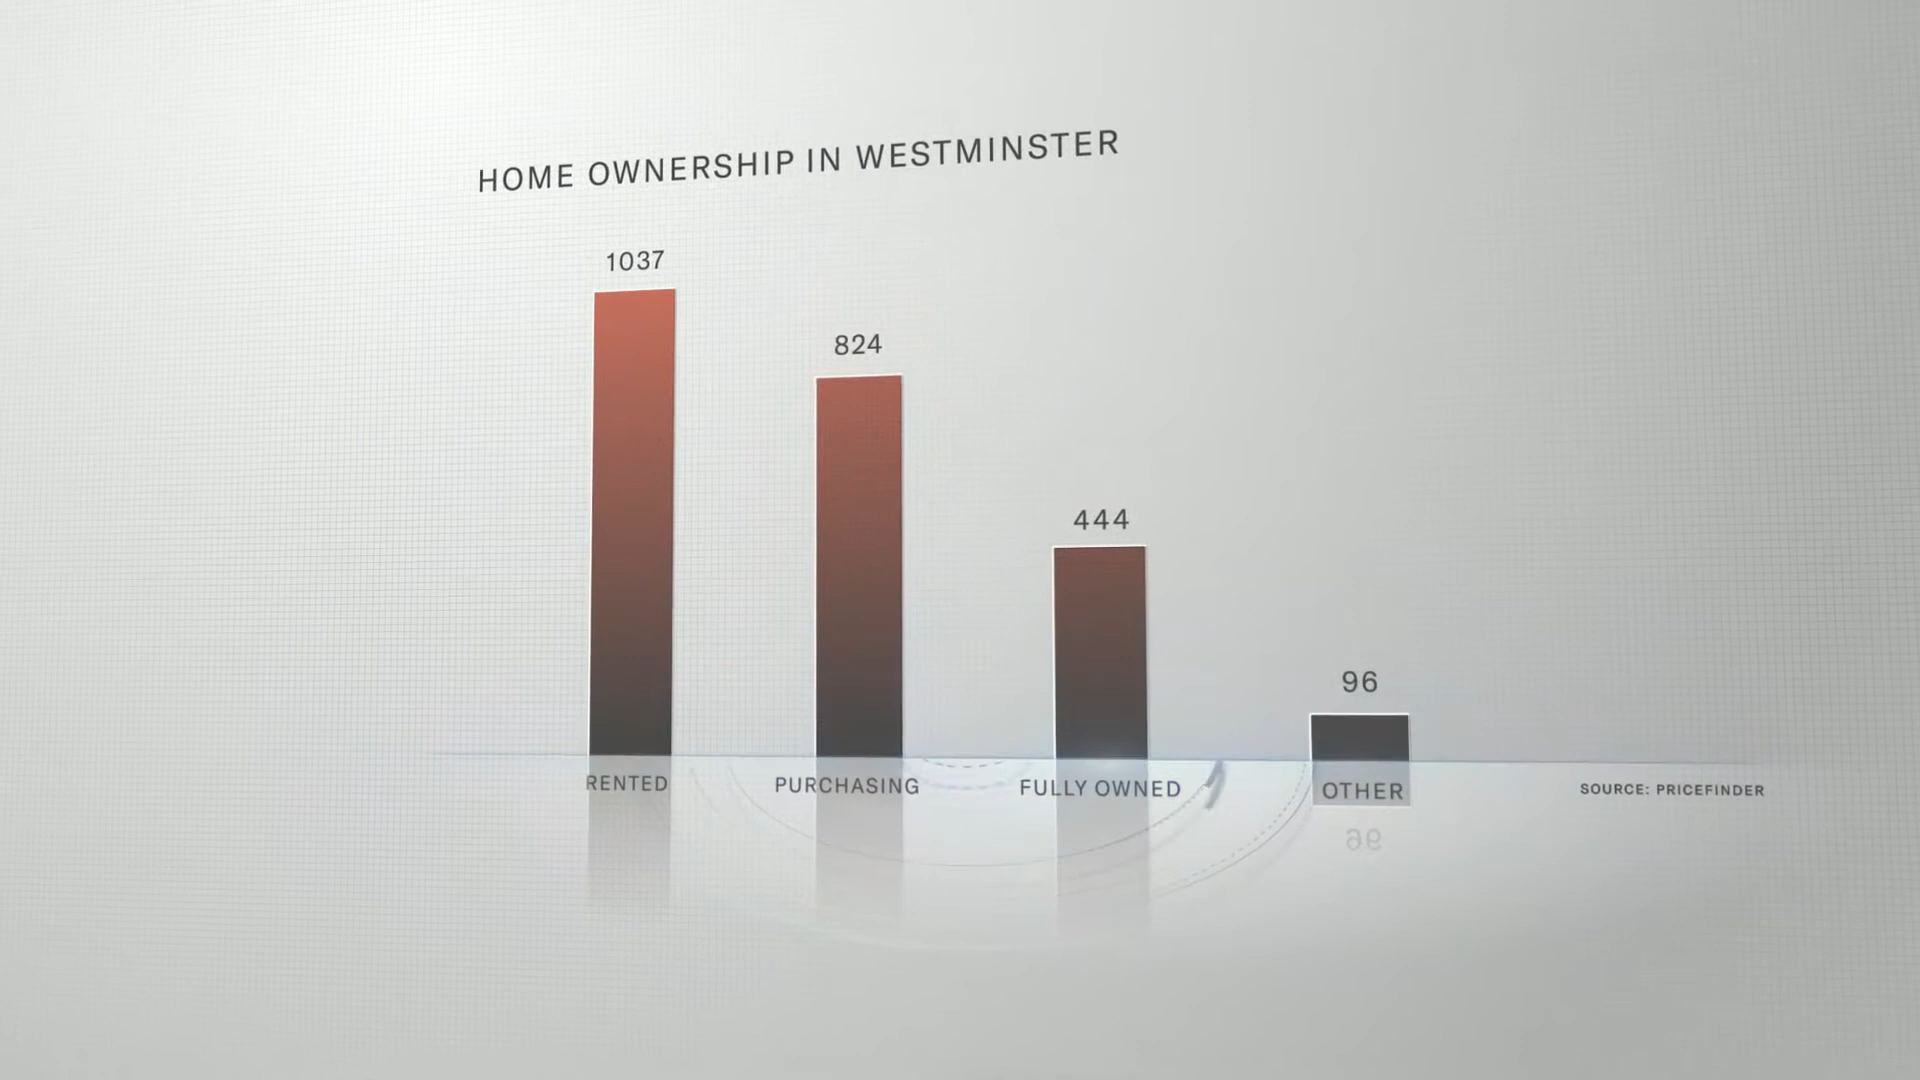 HOME OWNERSHIP IN WESTMINSTER
1037
824
444
96
RENTED
PURCHASING
FULLY OWNED
OTHER
SOURCE: PRICEFINDER